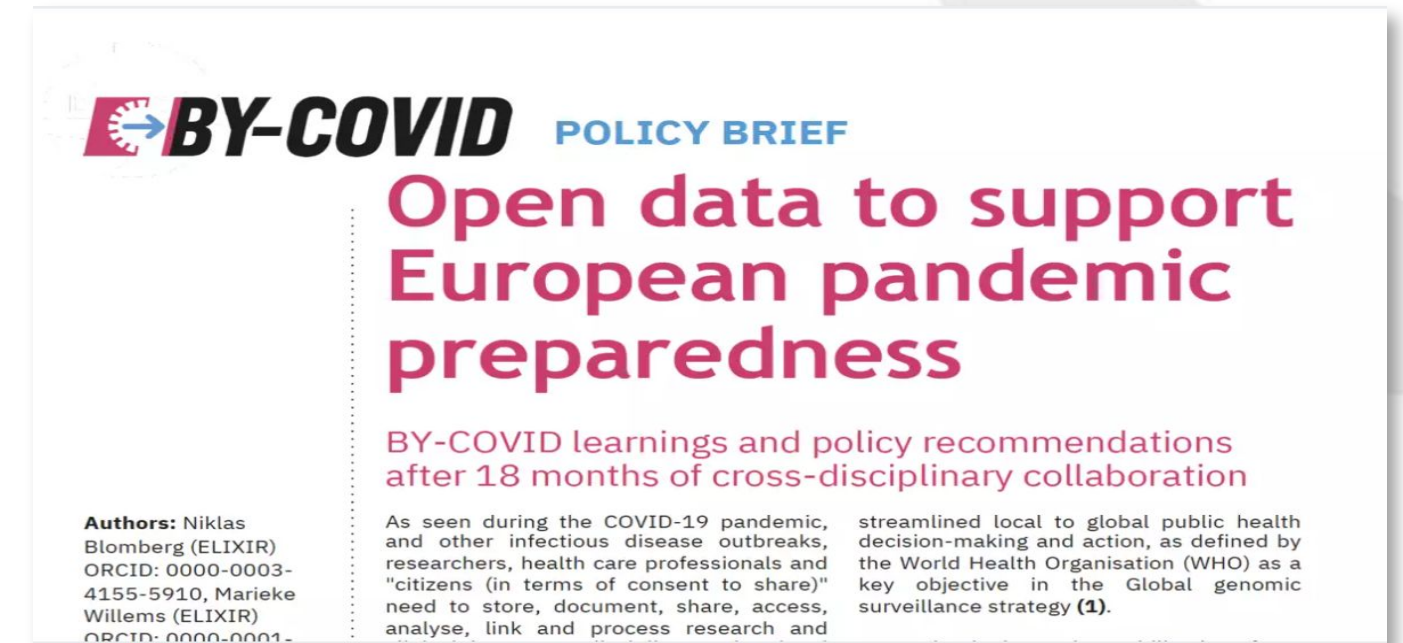 BY-COVID POLICY BRIEF
Open data to support
European pandemic
preparedness
BY-COVID learnings and policy recommendations
after 18 months of cross-disciplinary collaboration
Authors: Niklas
Blomberg (ELIXIR)
ORCID: 0000-0003-
4155-5910, Marieke
Willems (ELIXIR)
ORCID: 0000-0001-
As seen during the COVID-19 pandemic,
and other infectious disease outbreaks,
researchers, health care professionals and
"citizens (in terms of consent to share)"
need to store, document, share, access,
analyse, link and process research and
streamlined local to global public health
decision-making and action, as defined by
the World Health Organisation (WHO) as a
key objective in the Global genomic
surveillance strategy (1).